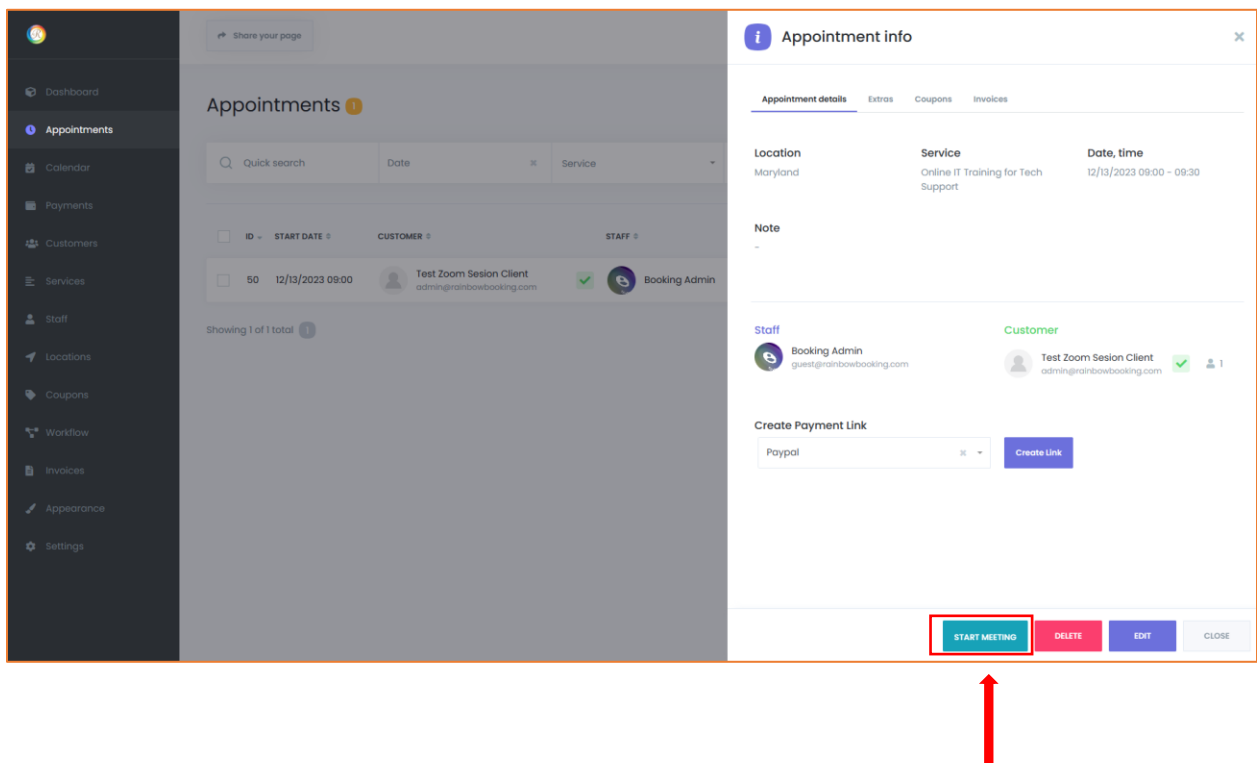 Share your page
Dashboard
Appointments
Calendar
Payments
Customers
Services
Staff
Locations
Coupons
Workflow
Invoices
Appearance
Settings
Appointments 1
Quick search
Date
Service
ID
START DATE
CUSTOMER
STAFF
50
12/13/2023 09:00
Test Zoom Sesion Client
admin@rainbowbooking.com
Booking Admin
Showing 1 of 1 total 1
i Appointment info
Appointment details
Extras
Coupons
Invoices
Location
Maryland
Service
Online IT Training for Tech
Support
Date, time
12/13/2023 09:00 - 09:30
Note
-
Staff
Booking Admin
guest@rainbowbooking.com
Customer
Test Zoom Sesion Client
admin@rainbowbooking.com
1
Create Payment Link
Paypal
Create Link
START MEETING
DELETE
EDIT
CLOSE